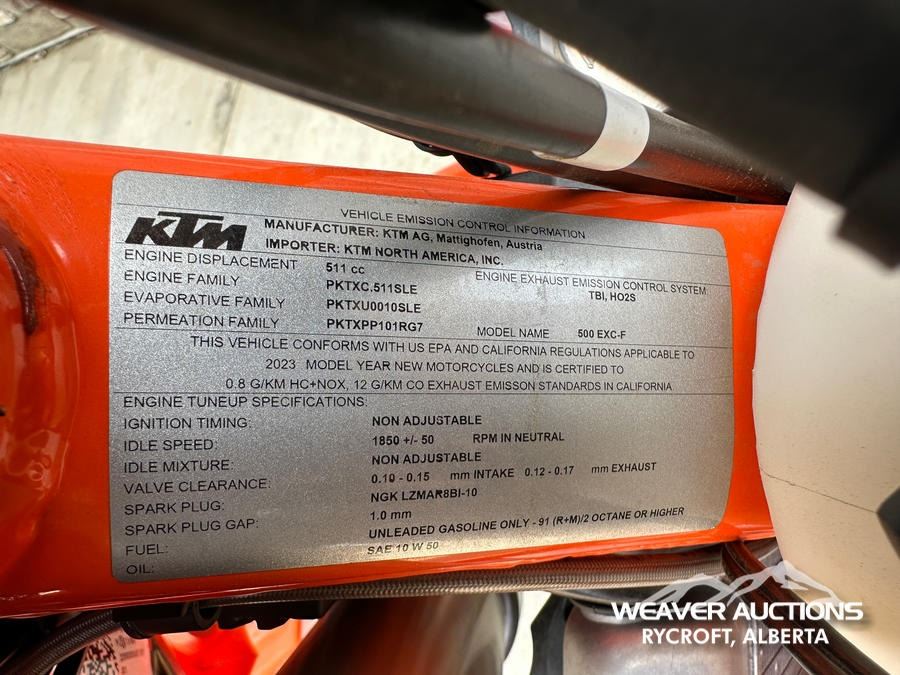 VEHICLE EMISSION CONTROL INFORMATION
KTM
MANUFACTURER: KTM AG, Mattighofen, Austria
IMPORTER: KTM NORTH AMERICA, INC.
ENGINE DISPLACEMENT 511 cc ENGINE EXHAUST EMISSION CONTROL SYSTEM
ENGINE FAMILY PKTXC.511SLE TBI, HO2S
EVAPORATIVE FAMILY PKTXU0010SLE
PERMEATION FAMILY PKTXPP101RG7 MODEL NAME 500 EXC-F
THIS VEHICLE CONFORMS WITH US EPA AND CALIFORNIA REGULATIONS APPLICABLE TO
2023 MODEL YEAR NEW MOTORCYCLES AND IS CERTIFIED TO
0.8 G/KM HC+NOX, 12 G/KM CO EXHAUST EMISSON STANDARDS IN CALIFORNIA
ENGINE TUNEUP SPECIFICATIONS:
IGNITION TIMING: NON ADJUSTABLE
IDLE SPEED: 1850 +/- 50 RPM IN NEUTRAL
IDLE MIXTURE: NON ADJUSTABLE
VALVE CLEARANCE: 0.10 - 0.15 mm INTAKE 0.12 - 0.17 mm EXHAUST
SPARK PLUG: NGK LZMAR8BI-10
SPARK PLUG GAP: 1.0 mm
FUEL: UNLEADED GASOLINE ONLY - 91 (R+M)/2 OCTANE OR HIGHER
OIL: SAE 10 W 50
WEAVER AUCTIONS
RYCROFT, ALBERTA